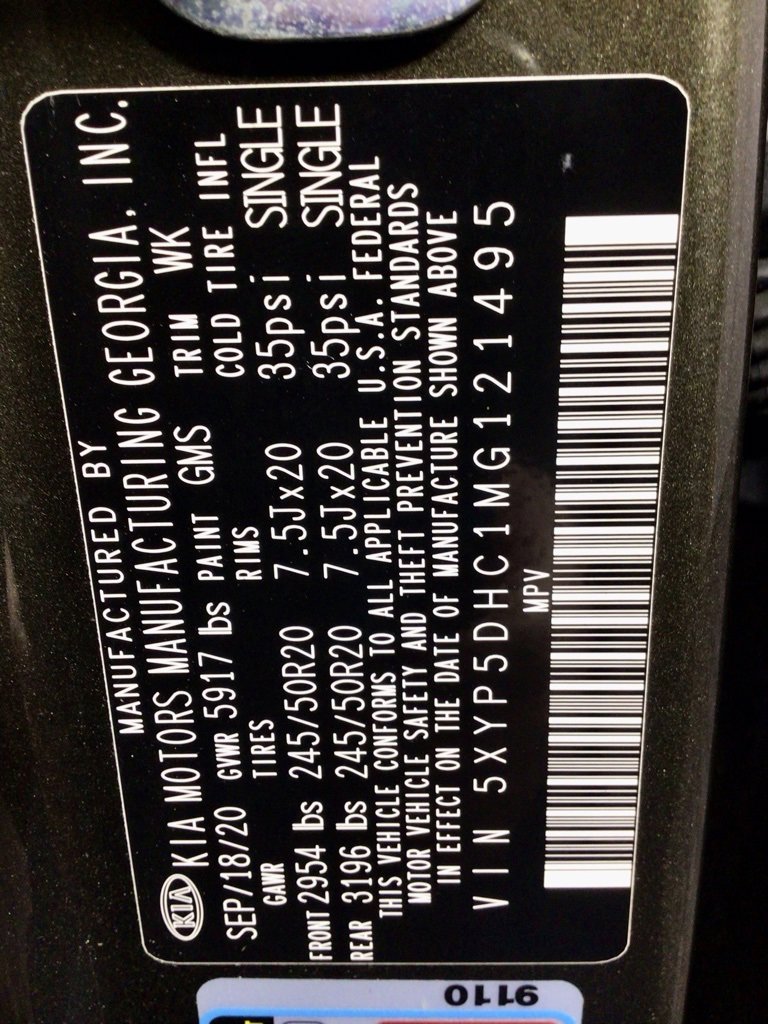 MANUFACTURED BY
KIA KIA MOTORS MANUFACTURING GEORGIA, INC.
SEP/18/20 GVWR 5917 lbs PAINT GMS TRIM WK
GAWR TIRES RIMS COLD TIRE INFL
FRONT 2954 lbs 245/50R20 7.5Jx20 35psi SINGLE
REAR 3196 lbs 245/50R20 7.5Jx20 35psi SINGLE
THIS VEHICLE CONFORMS TO ALL APPLICABLE U.S.A. FEDERAL
MOTOR VEHICLE SAFETY AND THEFT PREVENTION STANDARDS
IN EFFECT ON THE DATE OF MANUFACTURE SHOWN ABOVE
VIN 5XYP5DHC1MG121495
MPV
9110